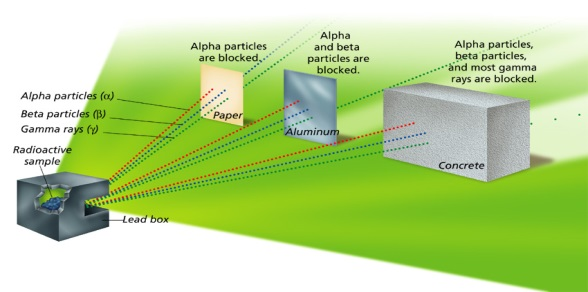 Alpha particles
are blocked.
Alpha
and beta
particles are
blocked.
Alpha particles,
beta particles,
and most gamma
rays are blocked.
Alpha particles (α)
Beta particles (β)
Gamma rays (γ)
Radioactive
sample
Paper
Aluminum
Concrete
Lead box